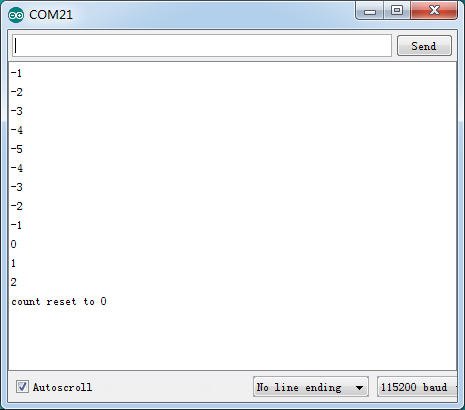 COM21
Send
-1
-2
-3
-4
-5
-4
-3
-2
-1
0
1
2
count reset to 0
Autoscroll
No line ending
115200 baud